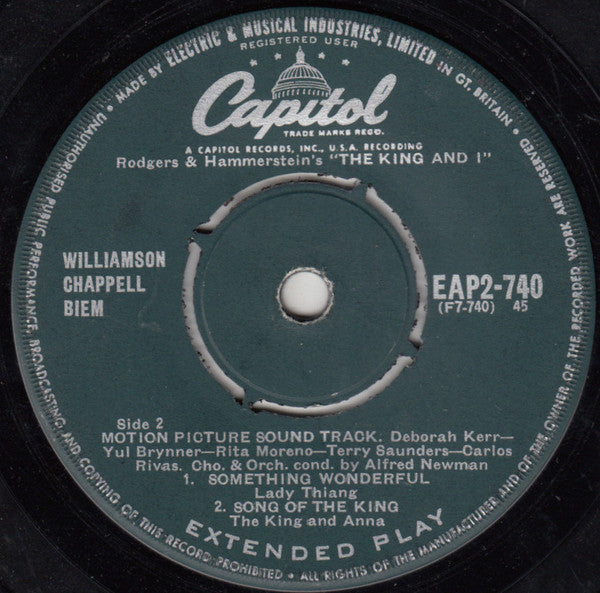 MADE BY ELECTRIC & MUSICAL INDUSTRIES, LIMITED IN GT. BRITAIN • ALL RIGHTS OF THE MANUFACTURER AND OF THE OWNER OF THE RECORDED WORK ARE RESERVED
UNAUTHORISED PUBLIC PERFORMANCE, BROADCASTING AND COPYING OF THIS RECORD PROHIBITED
REGISTERED USER
Capitol
TRADE MARKS REGD.
A CAPITOL RECORDS, INC., U.S.A. RECORDING
Rodgers & Hammerstein's "THE KING AND I"
WILLIAMSON
CHAPPELL
BIEM
EAP2-740
(F7-740) 45
Side 2
MOTION PICTURE SOUND TRACK. Deborah Kerr—
Yul Brynner—Rita Moreno—Terry Saunders—Carlos
Rivas. Cho. & Orch. cond. by Alfred Newman
1. SOMETHING WONDERFUL
Lady Thiang
2. SONG OF THE KING
The King and Anna
EXTENDED PLAY